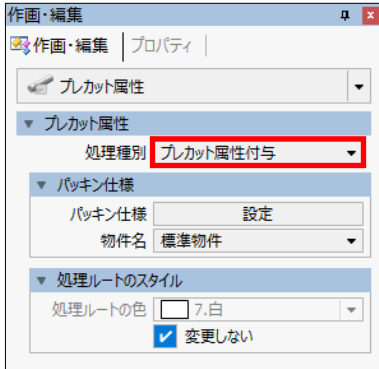 作画・編集
作画・編集 プロパティ
プレカット属性
プレカット属性
処理種別 プレカット属性付与
パッキン仕様
パッキン仕様 設定
物件名 標準物件
処理ルートのスタイル
処理ルートの色 7.白
変更しない